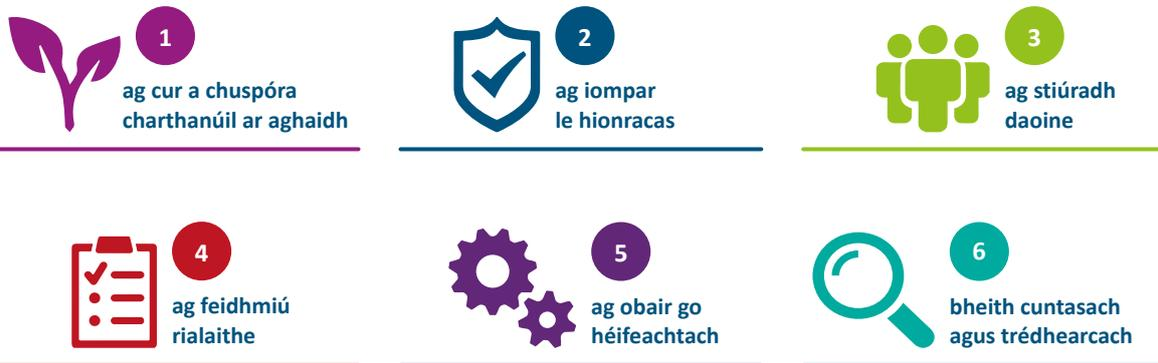 1
ag cur a chuspóra
charthanúil ar aghaidh
2
ag iompar
le hionracas
3
ag stiúradh
daoine
4
ag feidhmiú
rialaithe
5
ag obair go
héifeachtach
6
bheith cuntasach
agus trédhearcach